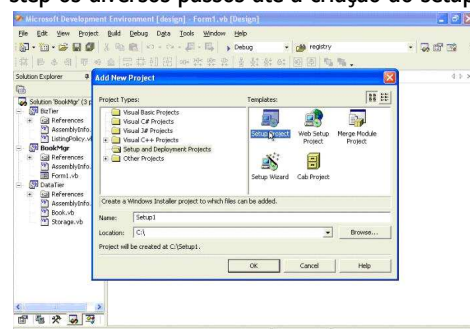 step os diversos passos até a criação do setup
Microsoft Development Environment [design] - Form1.vb [Design]
File Edit View Project Build Debug Data Tools Window Help
Debug registry
Solution Explorer
Solution 'BookMgr' (3 p
BizTier
References
AssemblyInfo.
ListingPolicy.v
BookMgr
References
AssemblyInfo.
Form1.vb
DataTier
References
AssemblyInfo.
Book.vb
Storage.vb
Add New Project
Project Types:
Visual Basic Projects
Visual C# Projects
Visual J# Projects
Visual C++ Projects
Setup and Deployment Projects
Other Projects
Templates:
Setup Project
Web Setup Project
Merge Module Project
Setup Wizard
Cab Project
Create a Windows Installer project to which files can be added.
Name: Setup1
Location: C:\ Browse...
Project will be created at C:\Setup1.
OK Cancel Help